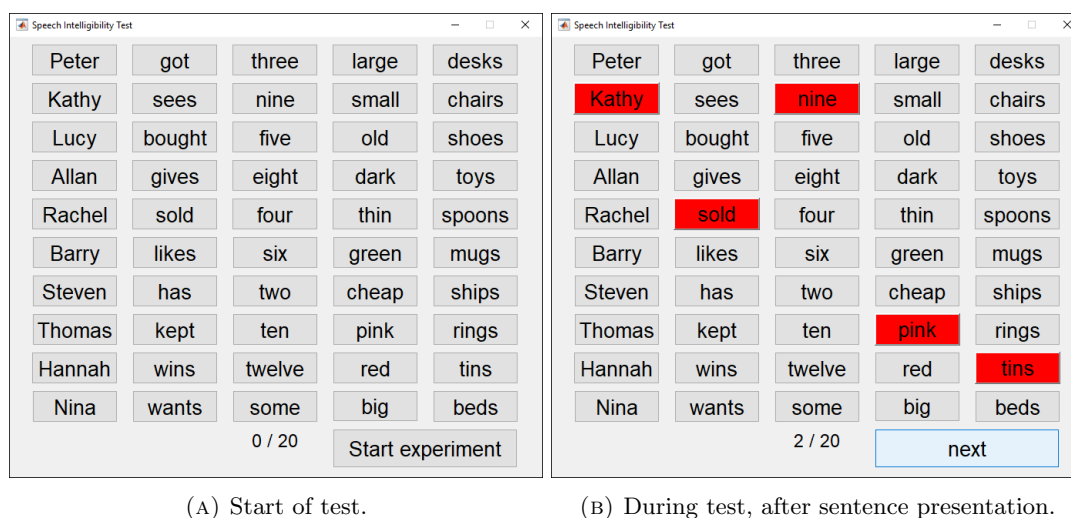 Speech Intelligibility Test
Peter got three large desks
Kathy sees nine small chairs
Lucy bought five old shoes
Allan gives eight dark toys
Rachel sold four thin spoons
Barry likes six green mugs
Steven has two cheap ships
Thomas kept ten pink rings
Hannah wins twelve red tins
Nina wants some big beds
0 / 20 Start experiment
(A) Start of test.
Speech Intelligibility Test
Peter got three large desks
Kathy sees nine small chairs
Lucy bought five old shoes
Allan gives eight dark toys
Rachel sold four thin spoons
Barry likes six green mugs
Steven has two cheap ships
Thomas kept ten pink rings
Hannah wins twelve red tins
Nina wants some big beds
2 / 20 next
(B) During test, after sentence presentation.